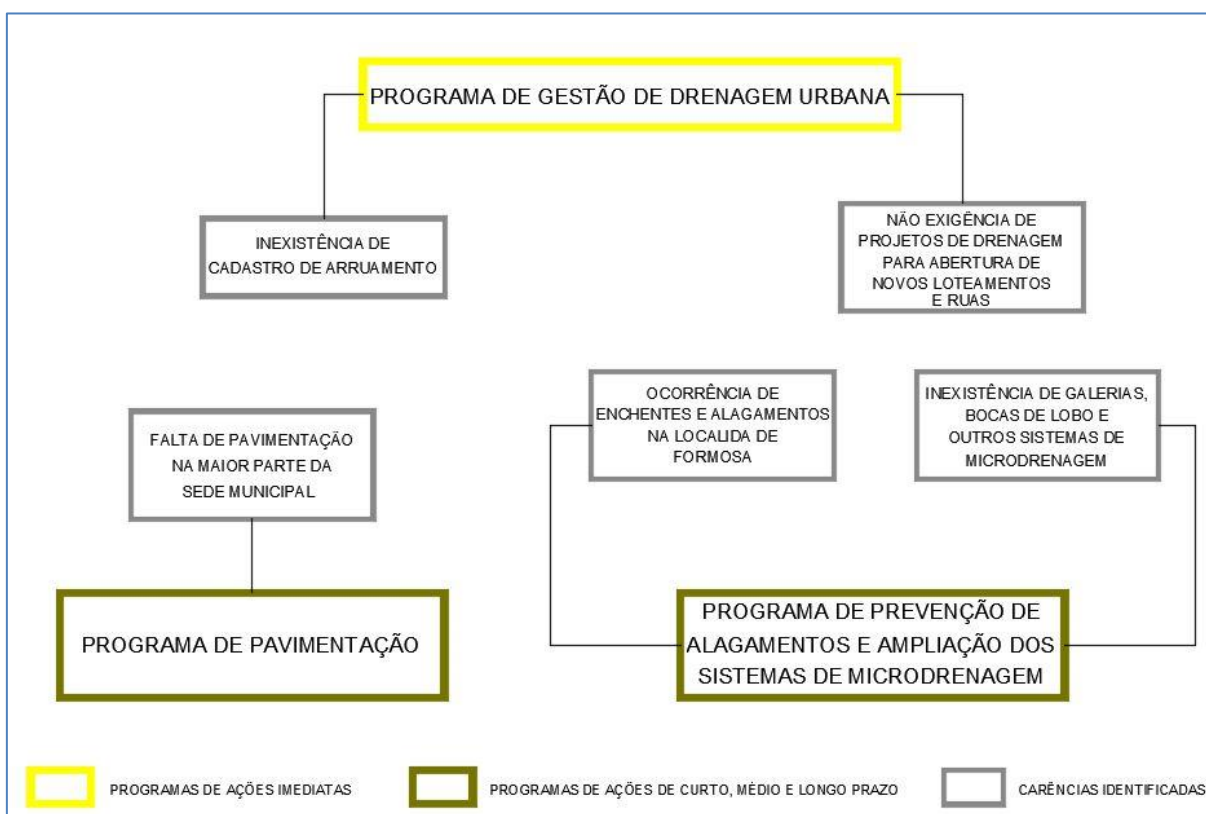 PROGRAMA DE GESTÃO DE DRENAGEM URBANA
INEXISTÊNCIA DE
CADASTRO DE ARRUAMENTO
NÃO EXIGÊNCIA DE
PROJETOS DE DRENAGEM
PARA ABERTURA DE
NOVOS LOTEAMENTOS
E RUAS
FALTA DE PAVIMENTAÇÃO
NA MAIOR PARTE DA
SEDE MUNICIPAL
OCORRÊNCIA DE
ENCHENTES E ALAGAMENTOS
NA LOCALIDA DE
FORMOSA
INEXISTÊNCIA DE GALERIAS,
BOCAS DE LOBO E
OUTROS SISTEMAS DE
MICRODRENAGEM
PROGRAMA DE PAVIMENTAÇÃO
PROGRAMA DE PREVENÇÃO DE
ALAGAMENTOS E AMPLIAÇÃO DOS
SISTEMAS DE MICRODRENAGEM
PROGRAMAS DE AÇÕES IMEDIATAS
PROGRAMAS DE AÇÕES DE CURTO, MÉDIO E LONGO PRAZO
CARÊNCIAS IDENTIFICADAS